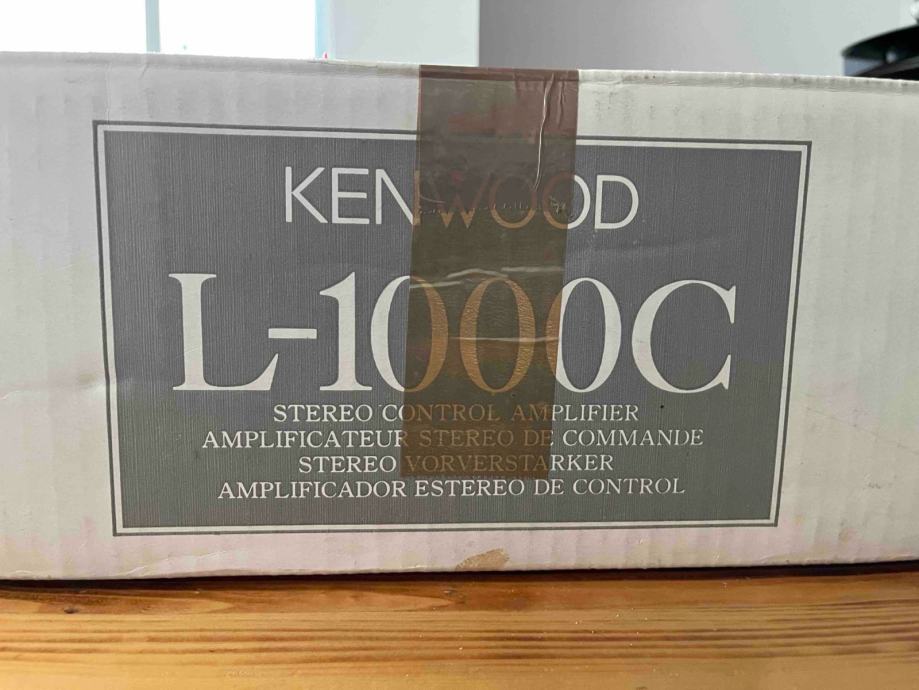 KENWOOD
L-1000C
STEREO CONTROL AMPLIFIER
AMPLIFICATEUR STEREO DE COMMANDE
STEREO VORVERSTARKER
AMPLIFICADOR ESTEREO DE CONTROL